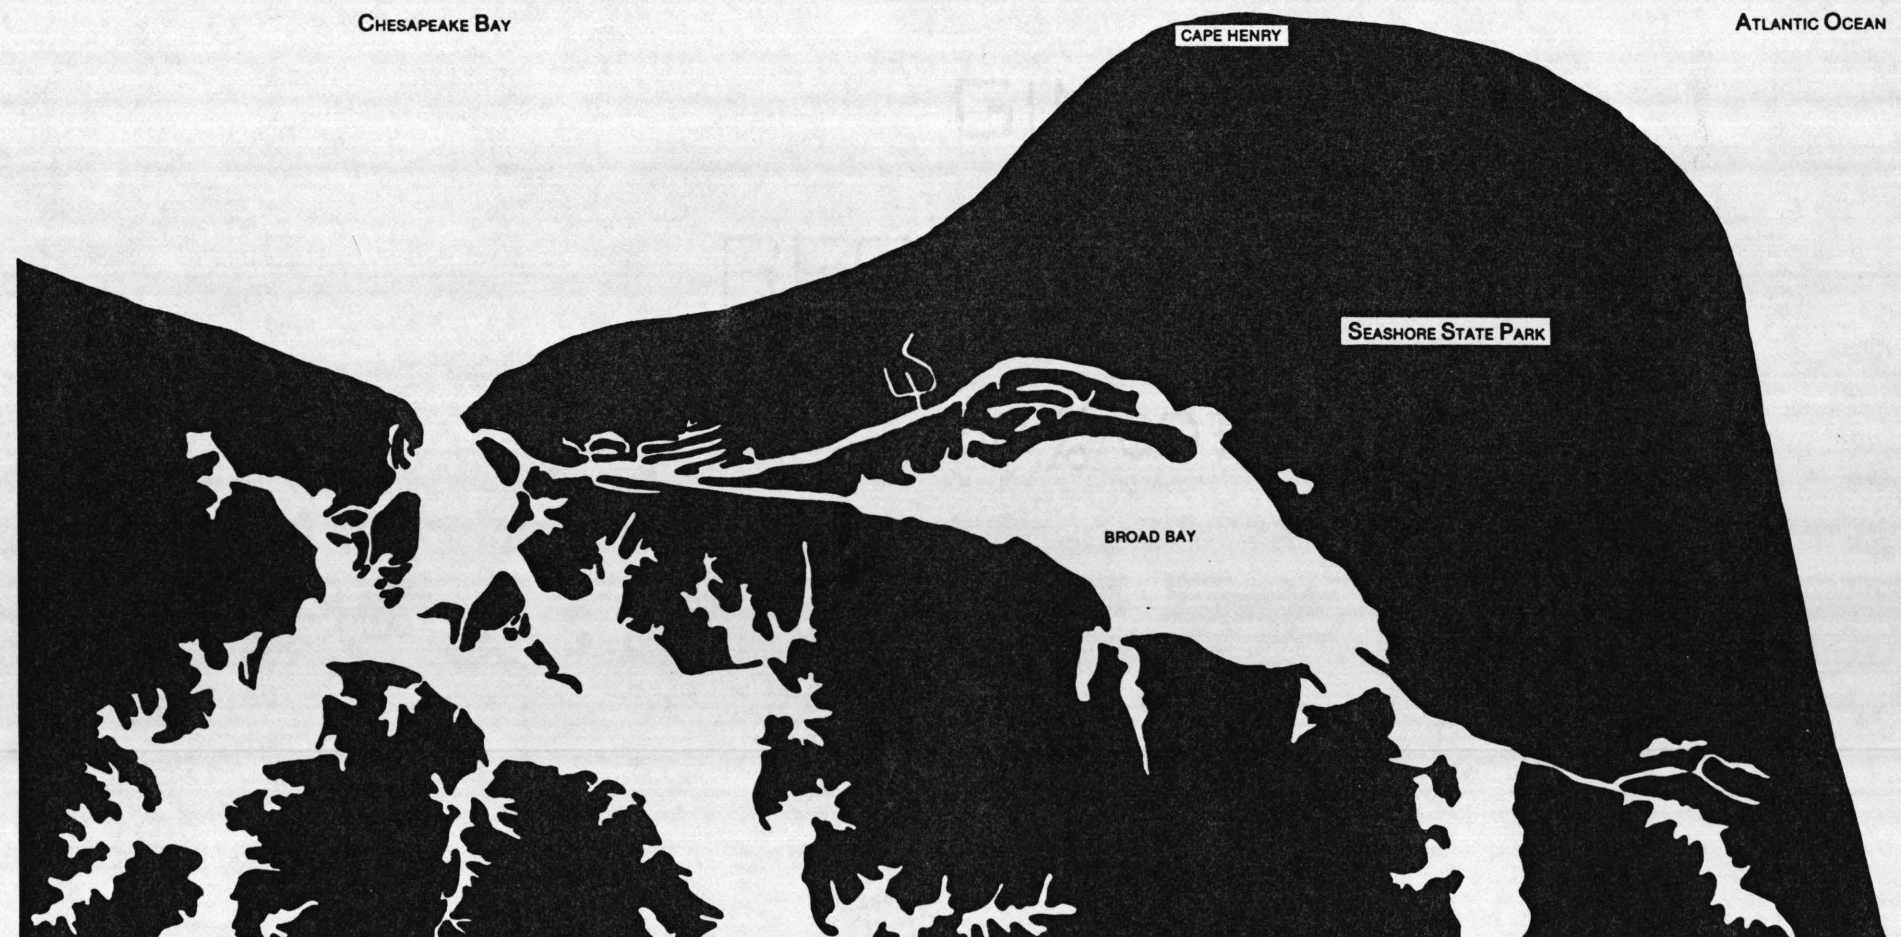 CHESAPEAKE BAY
CAPE HENRY
ATLANTIC OCEAN
SEASHORE STATE PARK
BROAD BAY